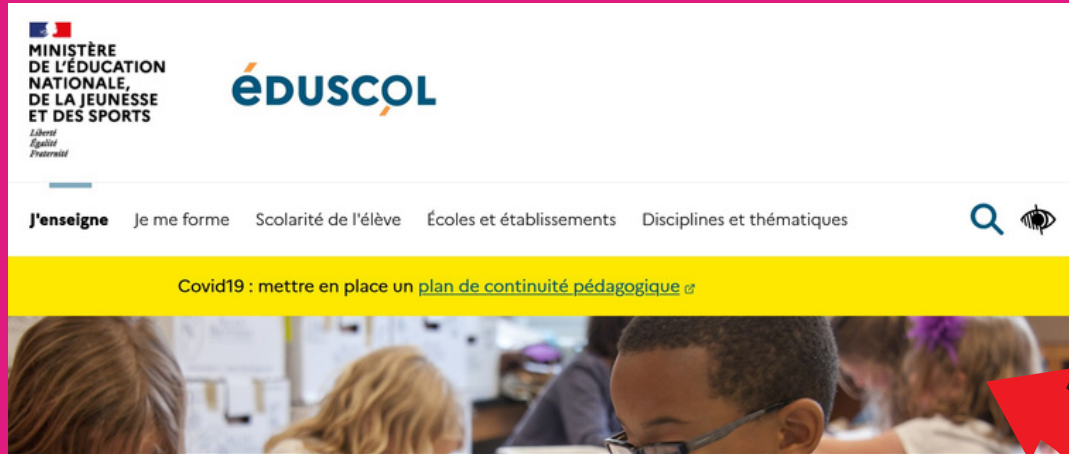 MINISTÈRE
DE L'ÉDUCATION
NATIONALE,
DE LA JEUNESSE
ET DES SPORTS
Liberté
Égalité
Fraternité
éduscol
J'enseigne Je me forme Scolarité de l'élève Écoles et établissements Disciplines et thématiques
Covid19 : mettre en place un plan de continuité pédagogique